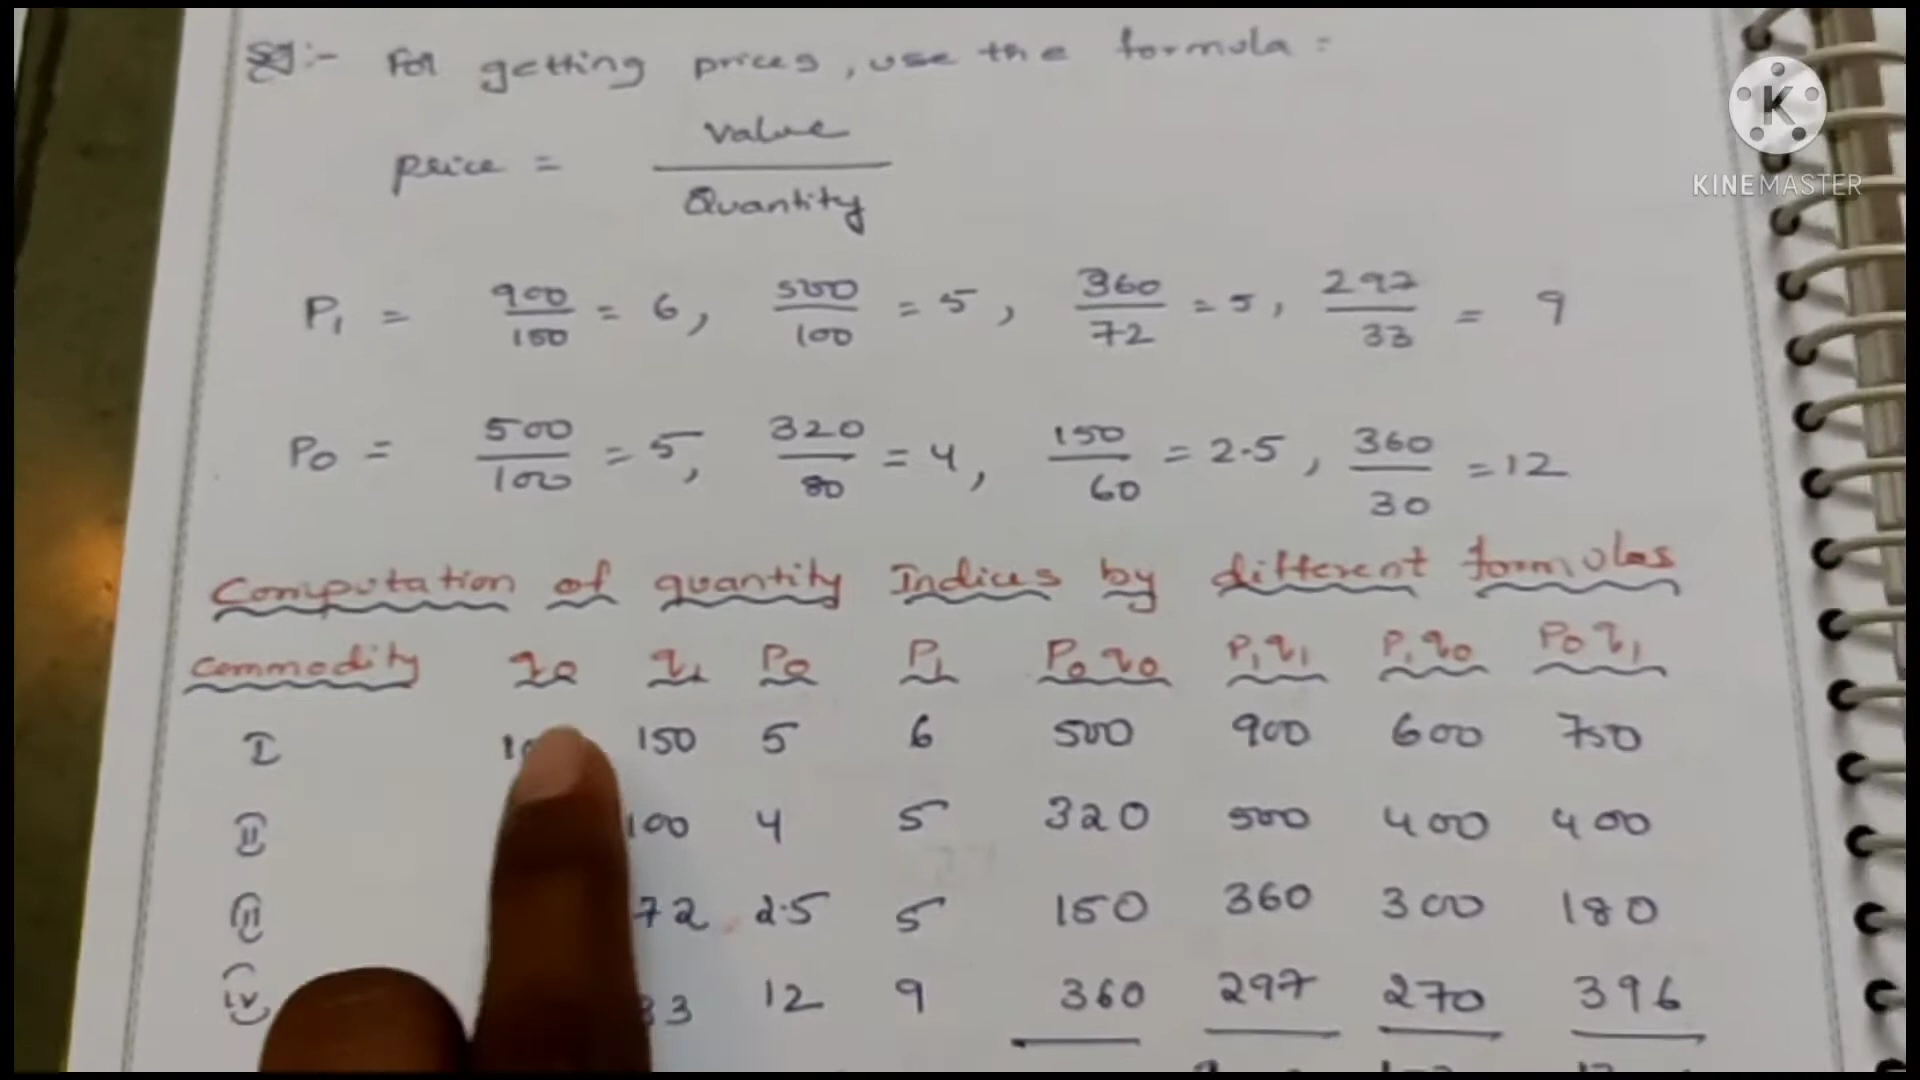 Sol:- For getting prices, use the formula :
KINEMASTER
price = Value / Quantity
P1 = 900/150 = 6, 500/100 = 5, 360/72 = 5, 297/33 = 9
P0 = 500/100 = 5, 320/80 = 4, 150/60 = 2.5, 360/30 = 12
Computation of quantity Indices by different formulas
Commodity q0 q1 P0 P1 P0q0 P1q1 P1q0 P0q1
I 150 5 6 500 900 600 750
II 100 4 5 320 500 400 400
III 72 2.5 5 150 360 300 180
IV 33 12 9 360 297 270 396